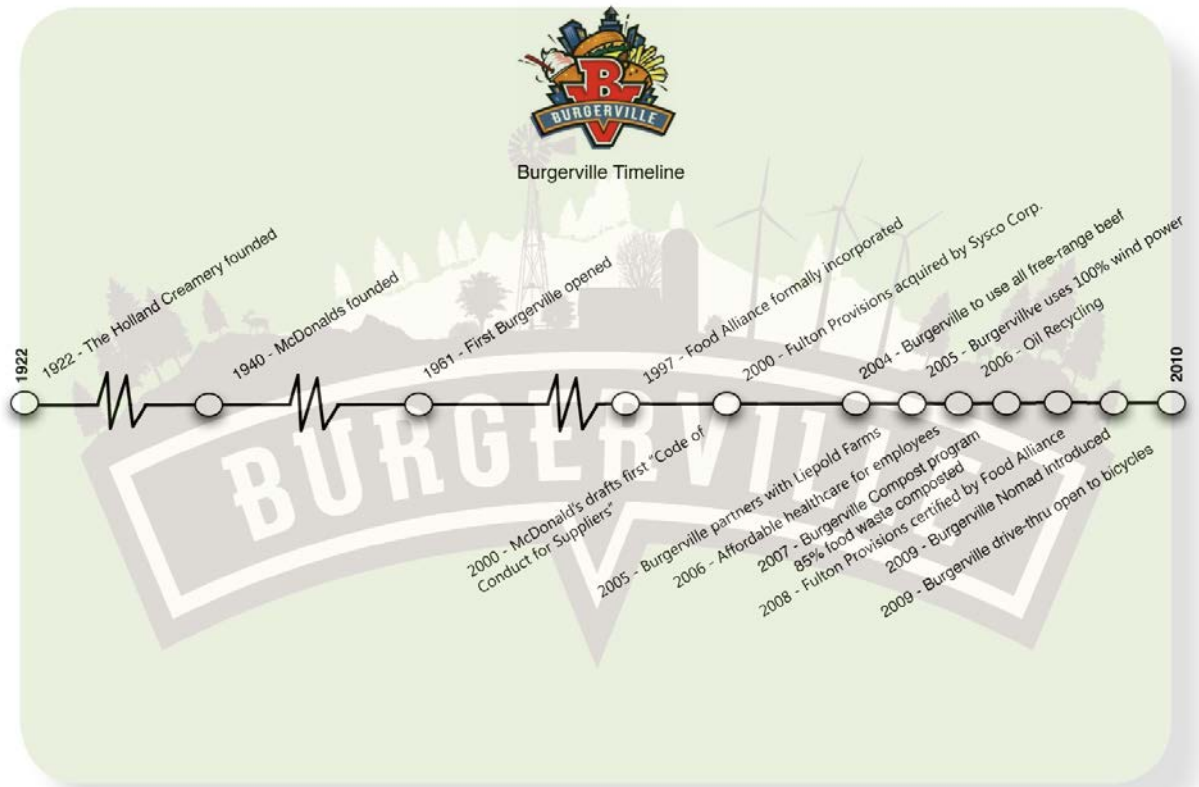 BURGERVILLE
Burgerville Timeline
1922
1922 - The Holland Creamery founded
1940 - McDonalds founded
1961 - First Burgerville opened
1997 - Food Alliance formally incorporated
2000 - Fulton Provisions acquired by Sysco Corp.
2004 - Burgerville to use all free-range beef
2005 - Burgervillve uses 100% wind power
2006 - Oil Recycling
2010
2000 - McDonald's drafts first "Code of
Conduct for Suppliers"
2005 - Burgerville partners with Liepold Farms
2006 - Affordable healthcare for employees
2007 - Burgerville Compost program
85% food waste composted
2008 - Fulton Provisions certified by Food Alliance
2009 - Burgerville Nomad introduced
2009 - Burgerville drive-thru open to bicycles
BURGERVILLE